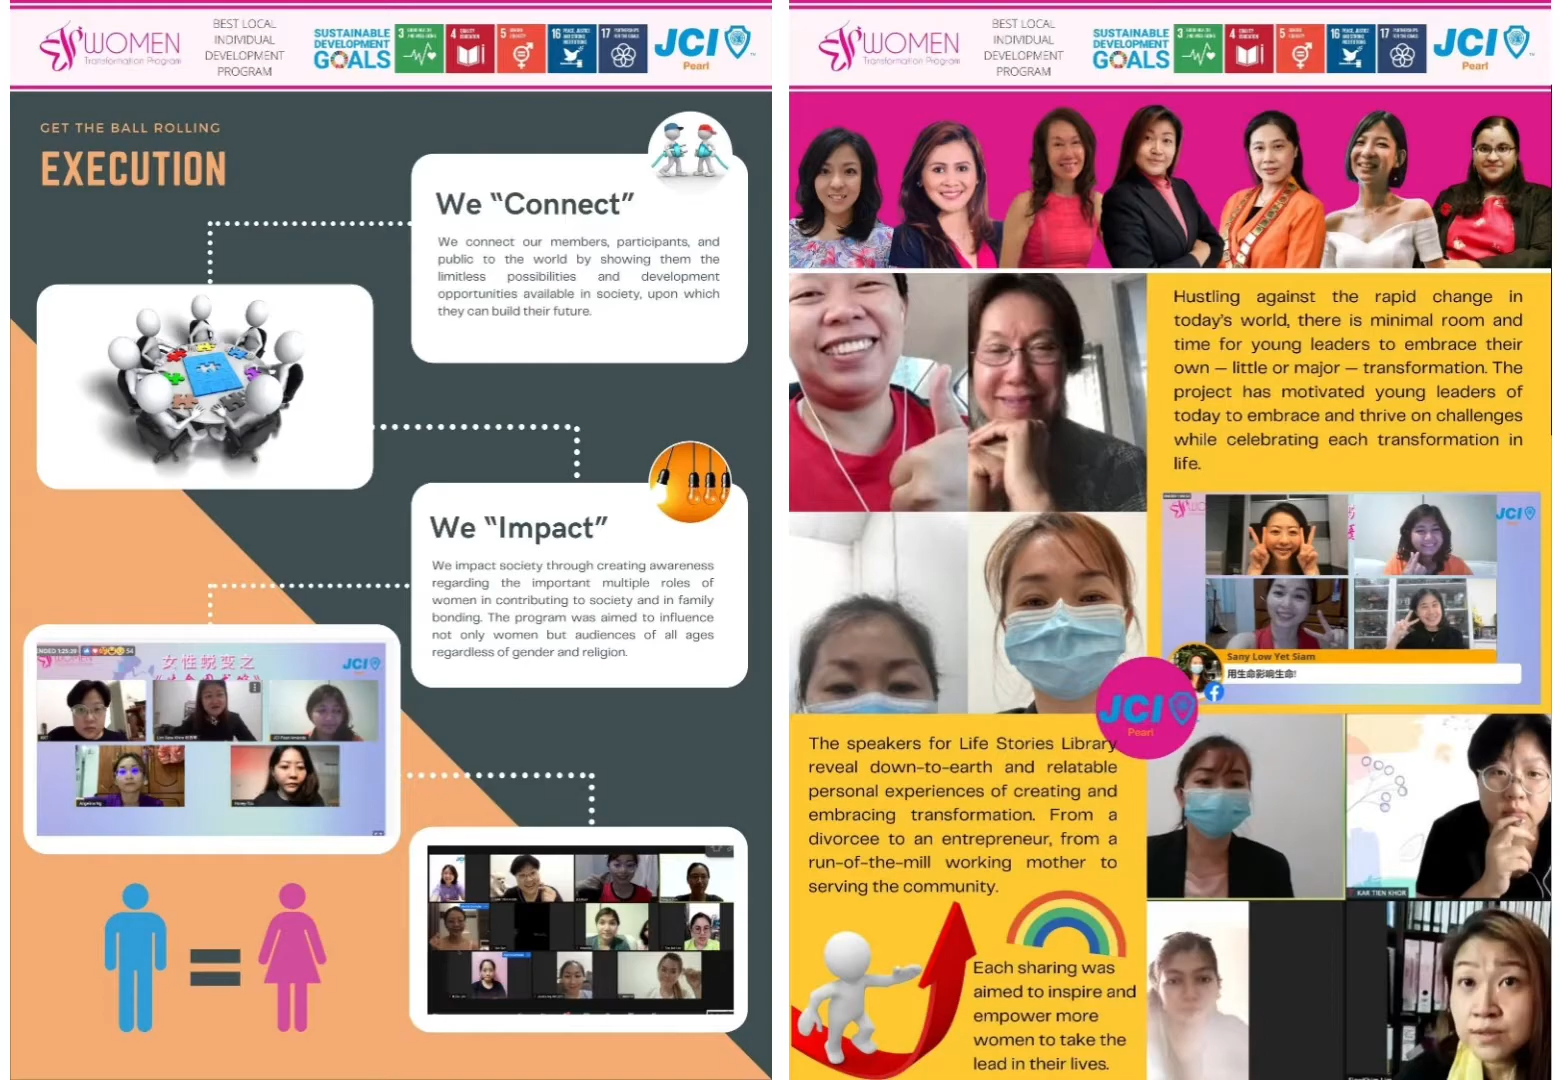 WOMEN
Transformation Program
BEST LOCAL
INDIVIDUAL
DEVELOPMENT
PROGRAM
SUSTAINABLE
DEVELOPMENT
GOALS
3
4
5
16
17
JCI
Pearl
GET THE BALL ROLLING
EXECUTION
We “Connect”
We connect our members, participants, and
public to the world by showing them the
limitless possibilities and development
opportunities available in society, upon which
they can build their future.
We “Impact”
We impact society through creating awareness
regarding the important multiple roles of
women in contributing to society and in family
bonding. The program was aimed to influence
not only women but audiences of all ages
regardless of gender and religion.
WOMEN
女性蜕变之
JCI
WOMEN
Transformation Program
BEST LOCAL
INDIVIDUAL
DEVELOPMENT
PROGRAM
SUSTAINABLE
DEVELOPMENT
GOALS
3
4
5
16
17
JCI
Pearl
Hustling against the rapid change in
today's world, there is minimal room and
time for young leaders to embrace their
own – little or major – transformation. The
project has motivated young leaders of
today to embrace and thrive on challenges
while celebrating each transformation in
life.
JCI
Sany Low Yet Siam
用生命影响生命!
JCI
Pearl
The speakers for Life Stories Library
reveal down-to-earth and relatable
personal experiences of creating and
embracing transformation. From a
divorcee to an entrepreneur, from a
run-of-the-mill working mother to
serving the community.
KAR TIEN KHOR
Each sharing was
aimed to inspire and
empower more
women to take the
lead in their lives.